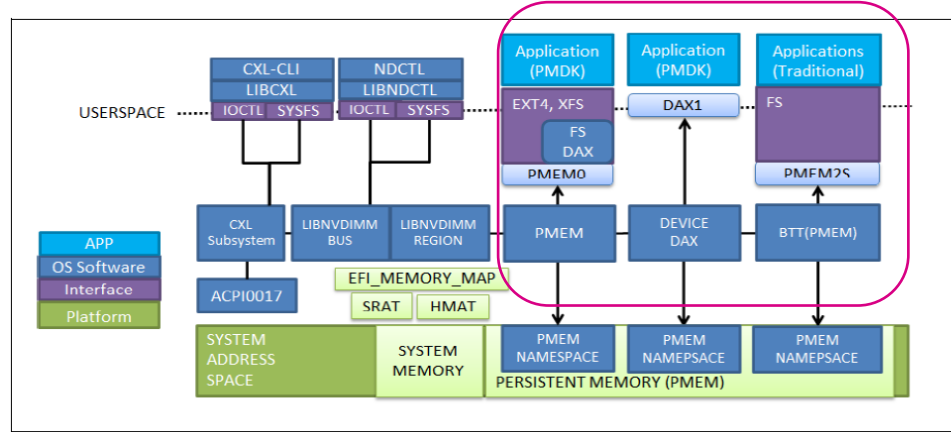 Application
(PMDK)
Application
(PMDK)
Applications
(Traditional)
CXL-CLI
LIBCXL
IOCTL
SYSFS
NDCTL
LIBNDCTL
IOCTL
SYSFS
USERSPACE
EXT4, XFS
FS
DAX
PMEM0
DAX1
FS
PMEM2S
CXL
Subsystem
LIBNVDIMM
BUS
LIBNVDIMM
REGION
PMEM
DEVICE
DAX
BTT(PMEM)
APP
OS Software
Interface
Platform
ACPI0017
EFI_MEMORY_MAP
SRAT
HMAT
SYSTEM
ADDRESS
SPACE
SYSTEM
MEMORY
PMEM
NAMESPACE
PMEM
NAMEPSACE
PMEM
NAMEPSACE
PERSISTENT MEMORY (PMEM)